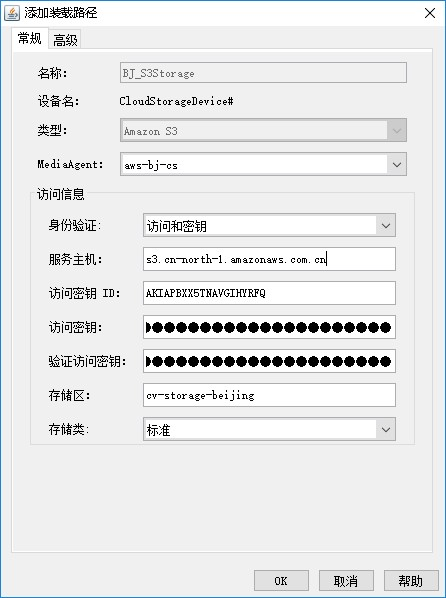 添加装载路径
常规 高级
名称： BJ_S3Storage
设备名： CloudStorageDevice#
类型： Amazon S3
MediaAgent： aws-bj-cs
访问信息
身份验证： 访问和密钥
服务主机： s3.cn-north-1.amazonaws.com.cn
访问密钥 ID： AKIAPBXX5TNAVGIHYRFQ
访问密钥： ●●●●●●●●●●●●●●●●●●●●
验证访问密钥： ●●●●●●●●●●●●●●●●●●●●
存储区： cv-storage-beijing
存储类： 标准
OK 取消 帮助